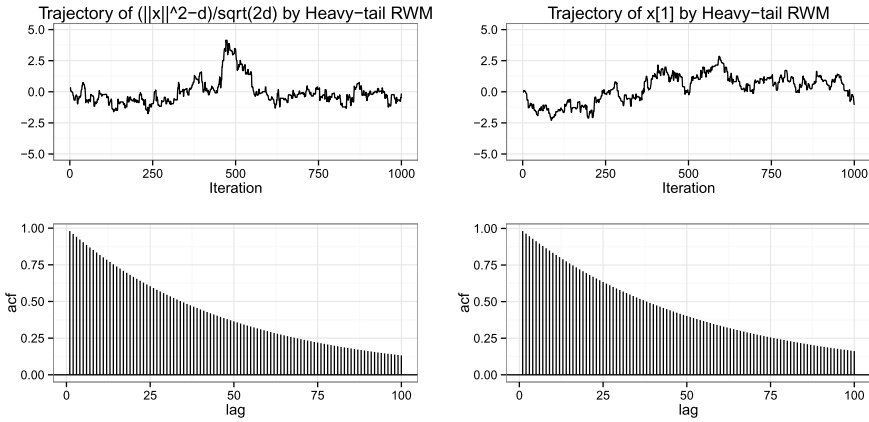 Trajectory of (||x||^2−d)/sqrt(2d) by Heavy−tail RWM
5.0
2.5
0.0
−2.5
−5.0
0 250 500 750 1000
Iteration
Trajectory of x[1] by Heavy−tail RWM
5.0
2.5
0.0
−2.5
−5.0
0 250 500 750 1000
Iteration
1.00
0.75
0.50
0.25
0.00
acf
0 25 50 75 100
lag
1.00
0.75
0.50
0.25
0.00
acf
0 25 50 75 100
lag